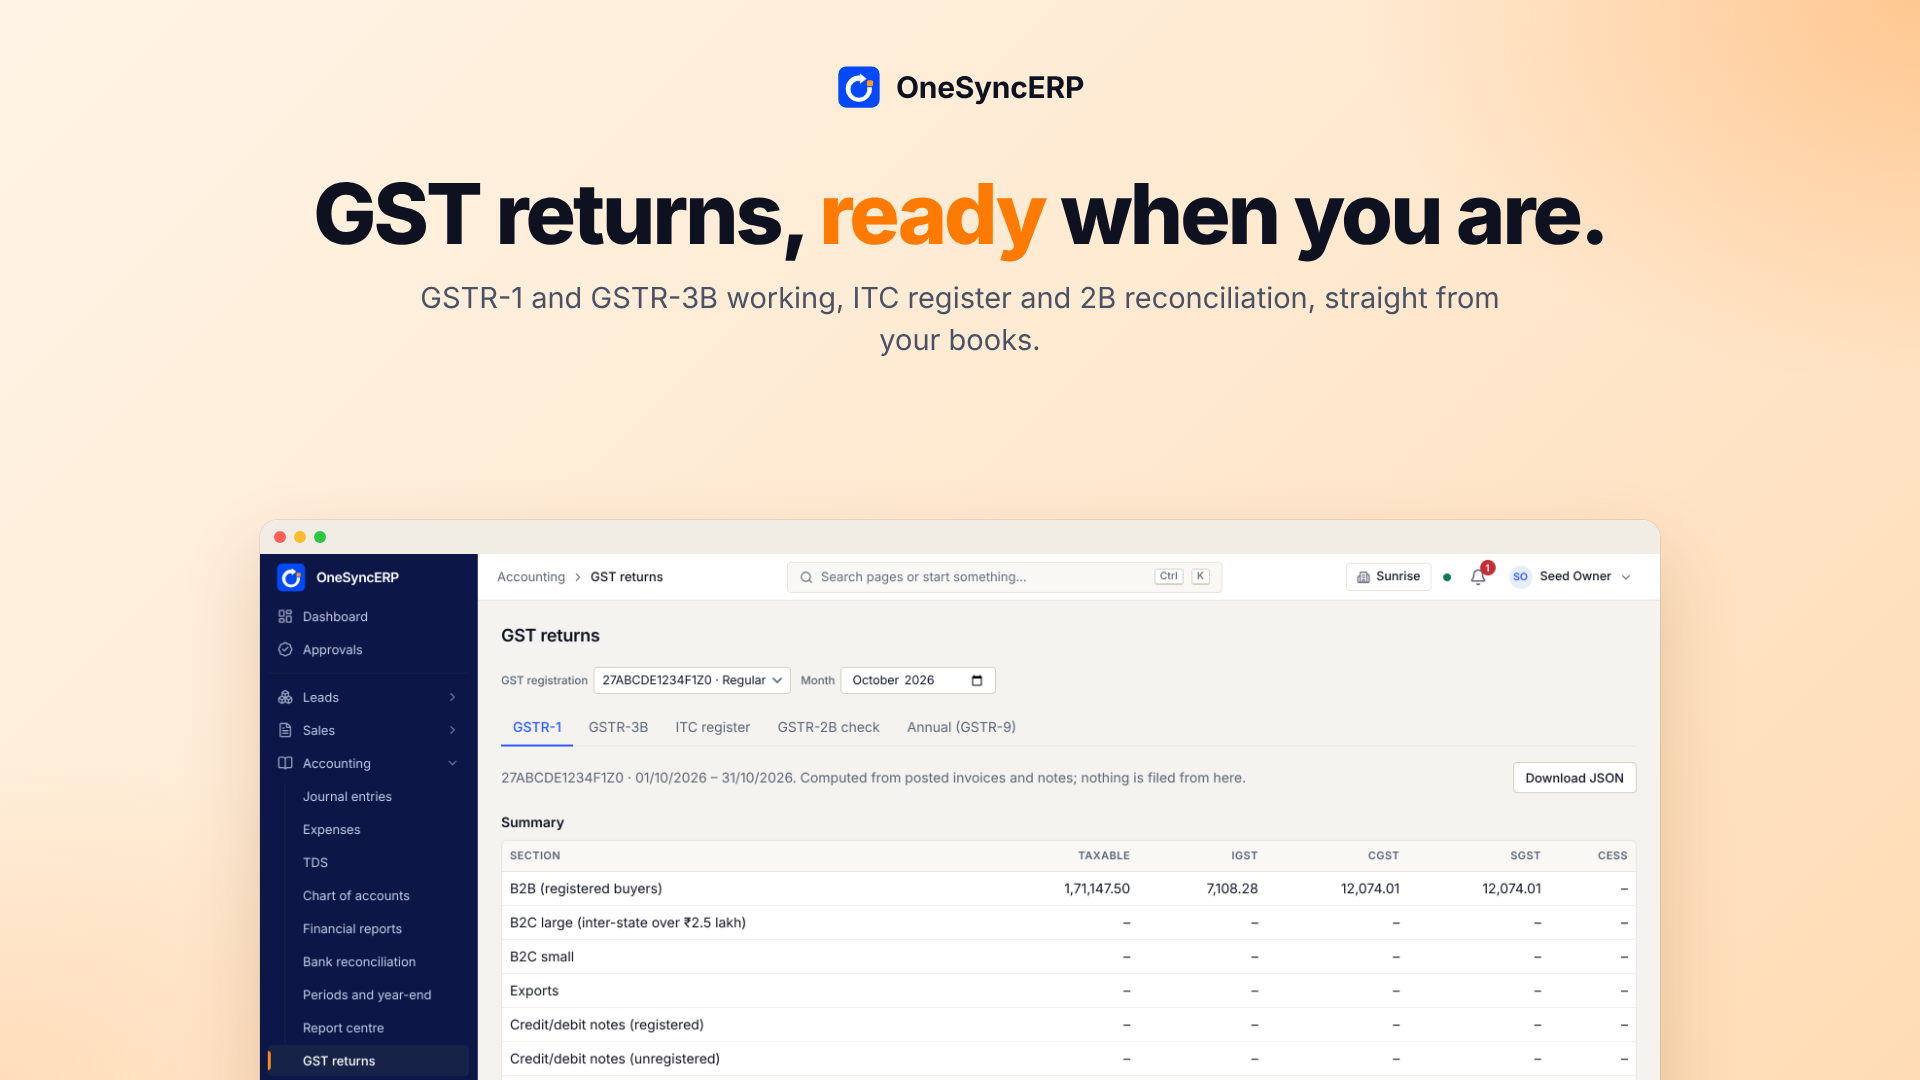 OneSyncERP
GST returns, ready when you are.
GSTR-1 and GSTR-3B working, ITC register and 2B reconciliation, straight from
your books.
OneSyncERP
Accounting > GST returns
Search pages or start something...
Ctrl K
Sunrise
1
SO Seed Owner
Dashboard
Approvals
Leads
Sales
Accounting
Journal entries
Expenses
TDS
Chart of accounts
Financial reports
Bank reconciliation
Periods and year-end
Report centre
GST returns
GST returns
GST registration 27ABCDE1234F1Z0 · Regular Month October 2026
GSTR-1 GSTR-3B ITC register GSTR-2B check Annual (GSTR-9)
27ABCDE1234F1Z0 · 01/10/2026 – 31/10/2026. Computed from posted invoices and notes; nothing is filed from here.
Download JSON
Summary
SECTION TAXABLE IGST CGST SGST CESS
B2B (registered buyers) 1,71,147.50 7,108.28 12,074.01 12,074.01 –
B2C large (inter-state over ₹2.5 lakh) – – – – –
B2C small – – – – –
Exports – – – – –
Credit/debit notes (registered) – – – – –
Credit/debit notes (unregistered) – – – – –